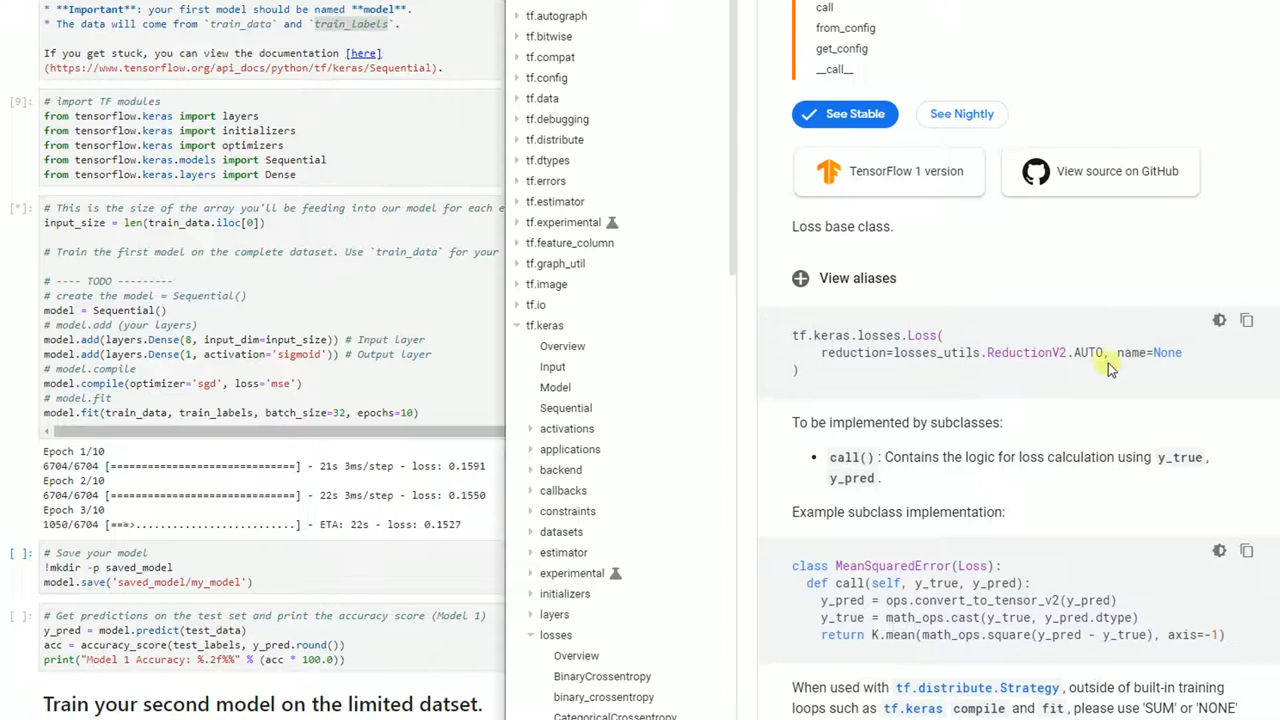 * **Important**: your first model should be named **model**.
* The data will come from `train_data` and `train_labels`.
If you get stuck, you can view the documentation [here]
(https://www.tensorflow.org/api_docs/python/tf/keras/Sequential).
[9]:
# import TF modules
from tensorflow.keras import layers
from tensorflow.keras import initializers
from tensorflow.keras import optimizers
from tensorflow.keras.models import Sequential
from tensorflow.keras.layers import Dense
[*]:
# This is the size of the array you'll be feeding into our model for each e
input_size = len(train_data.iloc[0])
# Train the first model on the complete dataset. Use `train_data` for your
# ---- TODO ---------
# create the model = Sequential()
model = Sequential()
# model.add (your layers)
model.add(layers.Dense(8, input_dim=input_size)) # Input layer
model.add(layers.Dense(1, activation='sigmoid')) # Output layer
# model.compile
model.compile(optimizer='sgd', loss='mse')
# model.fit
model.fit(train_data, train_labels, batch_size=32, epochs=10)
Epoch 1/10
6704/6704 [==============================] - 21s 3ms/step - loss: 0.1591
Epoch 2/10
6704/6704 [==============================] - 22s 3ms/step - loss: 0.1550
Epoch 3/10
1050/6704 [===>..........................] - ETA: 22s - loss: 0.1527
[ ]:
# Save your model
!mkdir -p saved_model
model.save('saved_model/my_model')
[ ]:
# Get predictions on the test set and print the accuracy score (Model 1)
y_pred = model.predict(test_data)
acc = accuracy_score(test_labels, y_pred.round())
print("Model 1 Accuracy: %.2f%%" % (acc * 100.0))
Train your second model on the limited datset.
tf.autograph
tf.bitwise
tf.compat
tf.config
tf.data
tf.debugging
tf.distribute
tf.dtypes
tf.errors
tf.estimator
tf.experimental
tf.feature_column
tf.graph_util
tf.image
tf.io
tf.keras
Overview
Input
Model
Sequential
activations
applications
backend
callbacks
constraints
datasets
estimator
experimental
initializers
layers
losses
Overview
BinaryCrossentropy
binary_crossentropy
CategoricalCrossentropy
call
from_config
get_config
__call__
See Stable
See Nightly
TensorFlow 1 version
View source on GitHub
Loss base class.
View aliases
tf.keras.losses.Loss(
reduction=losses_utils.ReductionV2.AUTO, name=None
)
To be implemented by subclasses:
• call() : Contains the logic for loss calculation using y_true,
y_pred.
Example subclass implementation:
class MeanSquaredError(Loss):
def call(self, y_true, y_pred):
y_pred = ops.convert_to_tensor_v2(y_pred)
y_true = math_ops.cast(y_true, y_pred.dtype)
return K.mean(math_ops.square(y_pred - y_true), axis=-1)
When used with tf.distribute.Strategy, outside of built-in training
loops such as tf.keras compile and fit, please use 'SUM' or 'NONE'